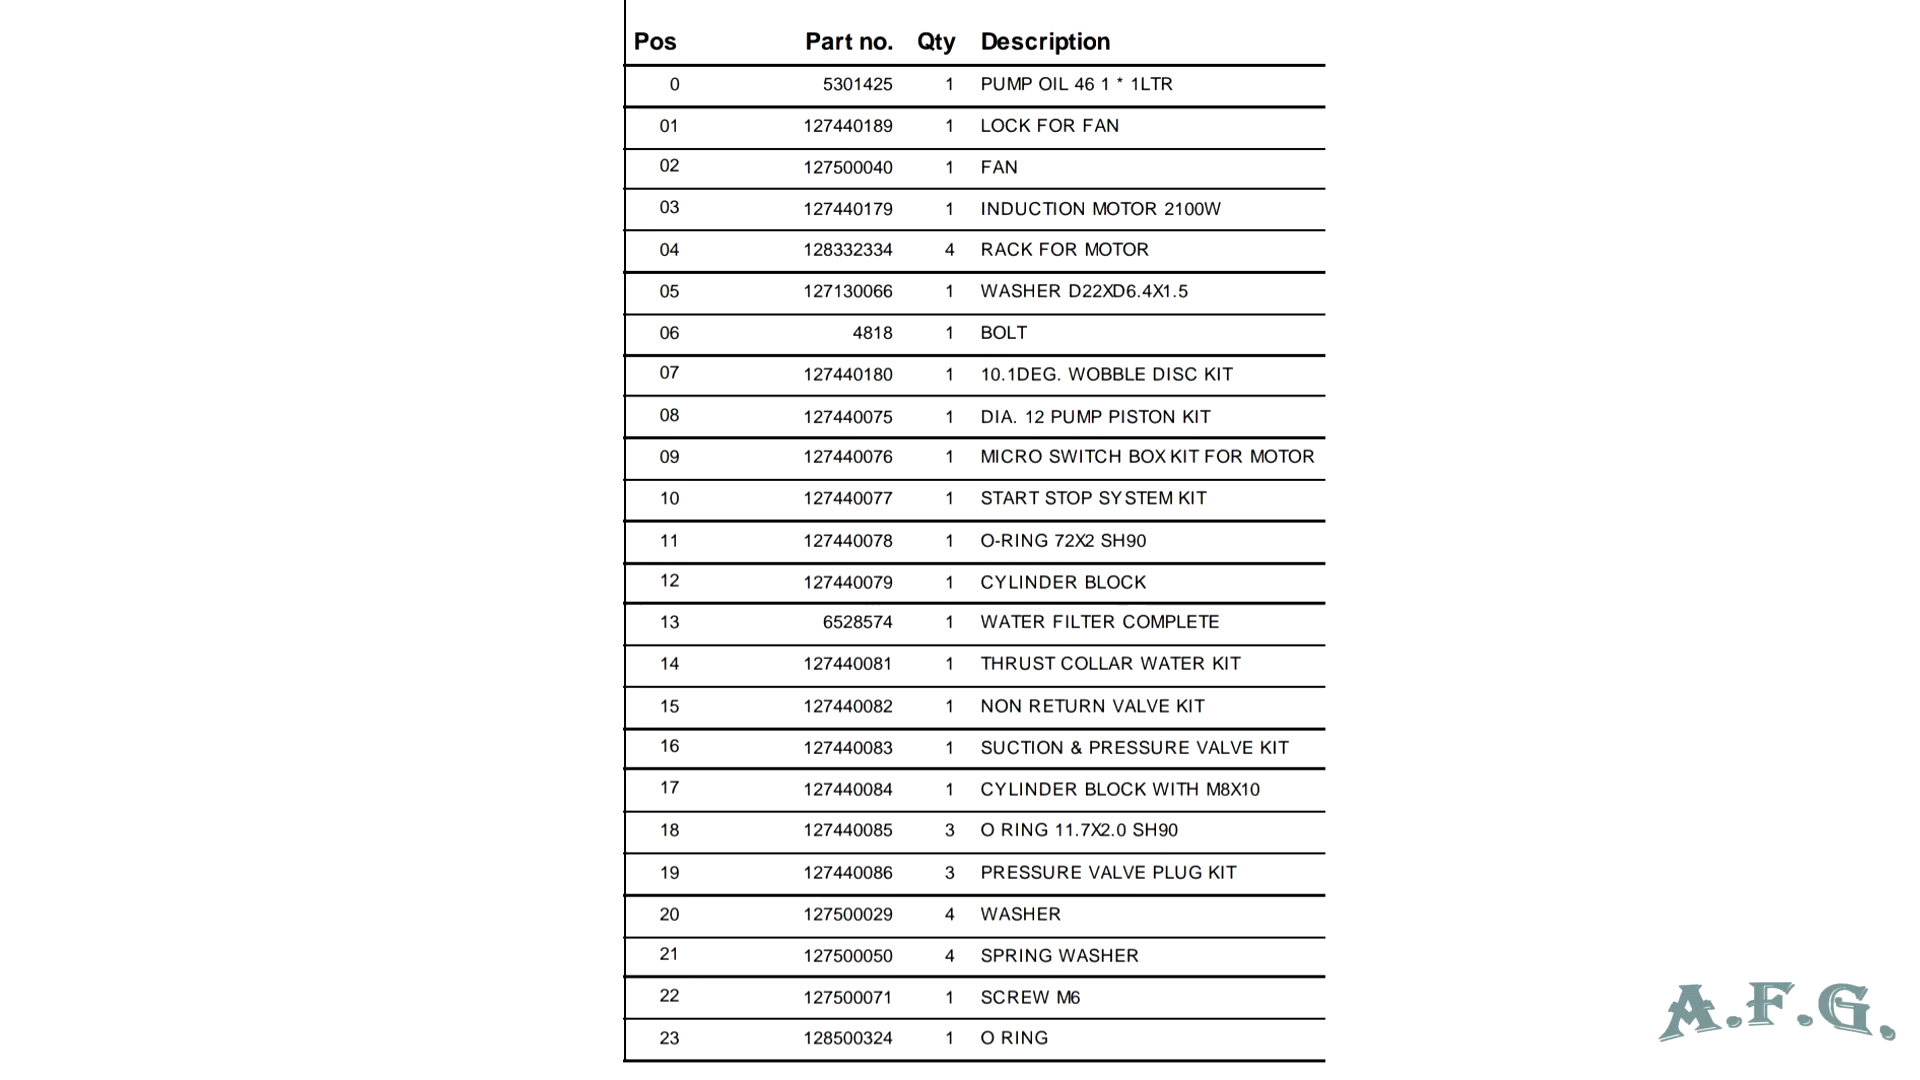 Pos Part no. Qty Description
0 5301425 1 PUMP OIL 46 1 * 1LTR
01 127440189 1 LOCK FOR FAN
02 127500040 1 FAN
03 127440179 1 INDUCTION MOTOR 2100W
04 128332334 4 RACK FOR MOTOR
05 127130066 1 WASHER D22XD6.4X1.5
06 4818 1 BOLT
07 127440180 1 10.1DEG. WOBBLE DISC KIT
08 127440075 1 DIA. 12 PUMP PISTON KIT
09 127440076 1 MICRO SWITCH BOX KIT FOR MOTOR
10 127440077 1 START STOP SYSTEM KIT
11 127440078 1 O-RING 72X2 SH90
12 127440079 1 CYLINDER BLOCK
13 6528574 1 WATER FILTER COMPLETE
14 127440081 1 THRUST COLLAR WATER KIT
15 127440082 1 NON RETURN VALVE KIT
16 127440083 1 SUCTION & PRESSURE VALVE KIT
17 127440084 1 CYLINDER BLOCK WITH M8X10
18 127440085 3 O RING 11.7X2.0 SH90
19 127440086 3 PRESSURE VALVE PLUG KIT
20 127500029 4 WASHER
21 127500050 4 SPRING WASHER
22 127500071 1 SCREW M6
23 128500324 1 O RING
A.F.G.